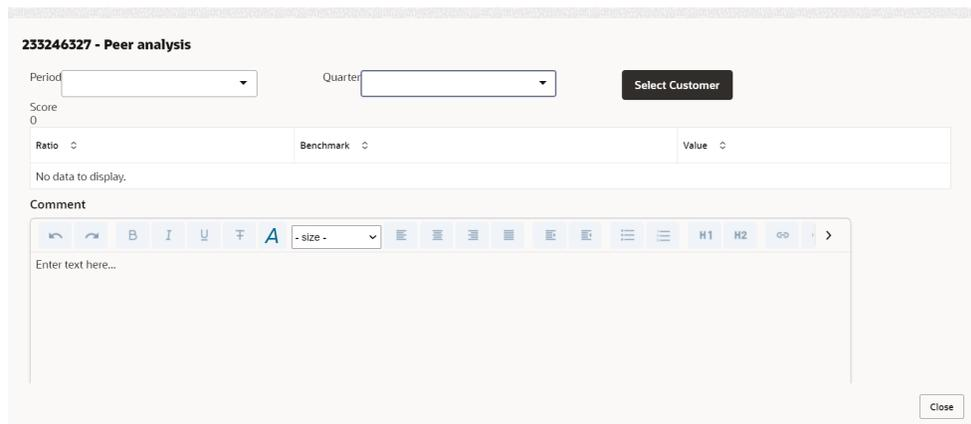 233246327 - Peer analysis
Period Quarter Select Customer
Score
0
Ratio Benchmark Value
No data to display.
Comment
B I U T A - size - H1 H2
Enter text here...
Close